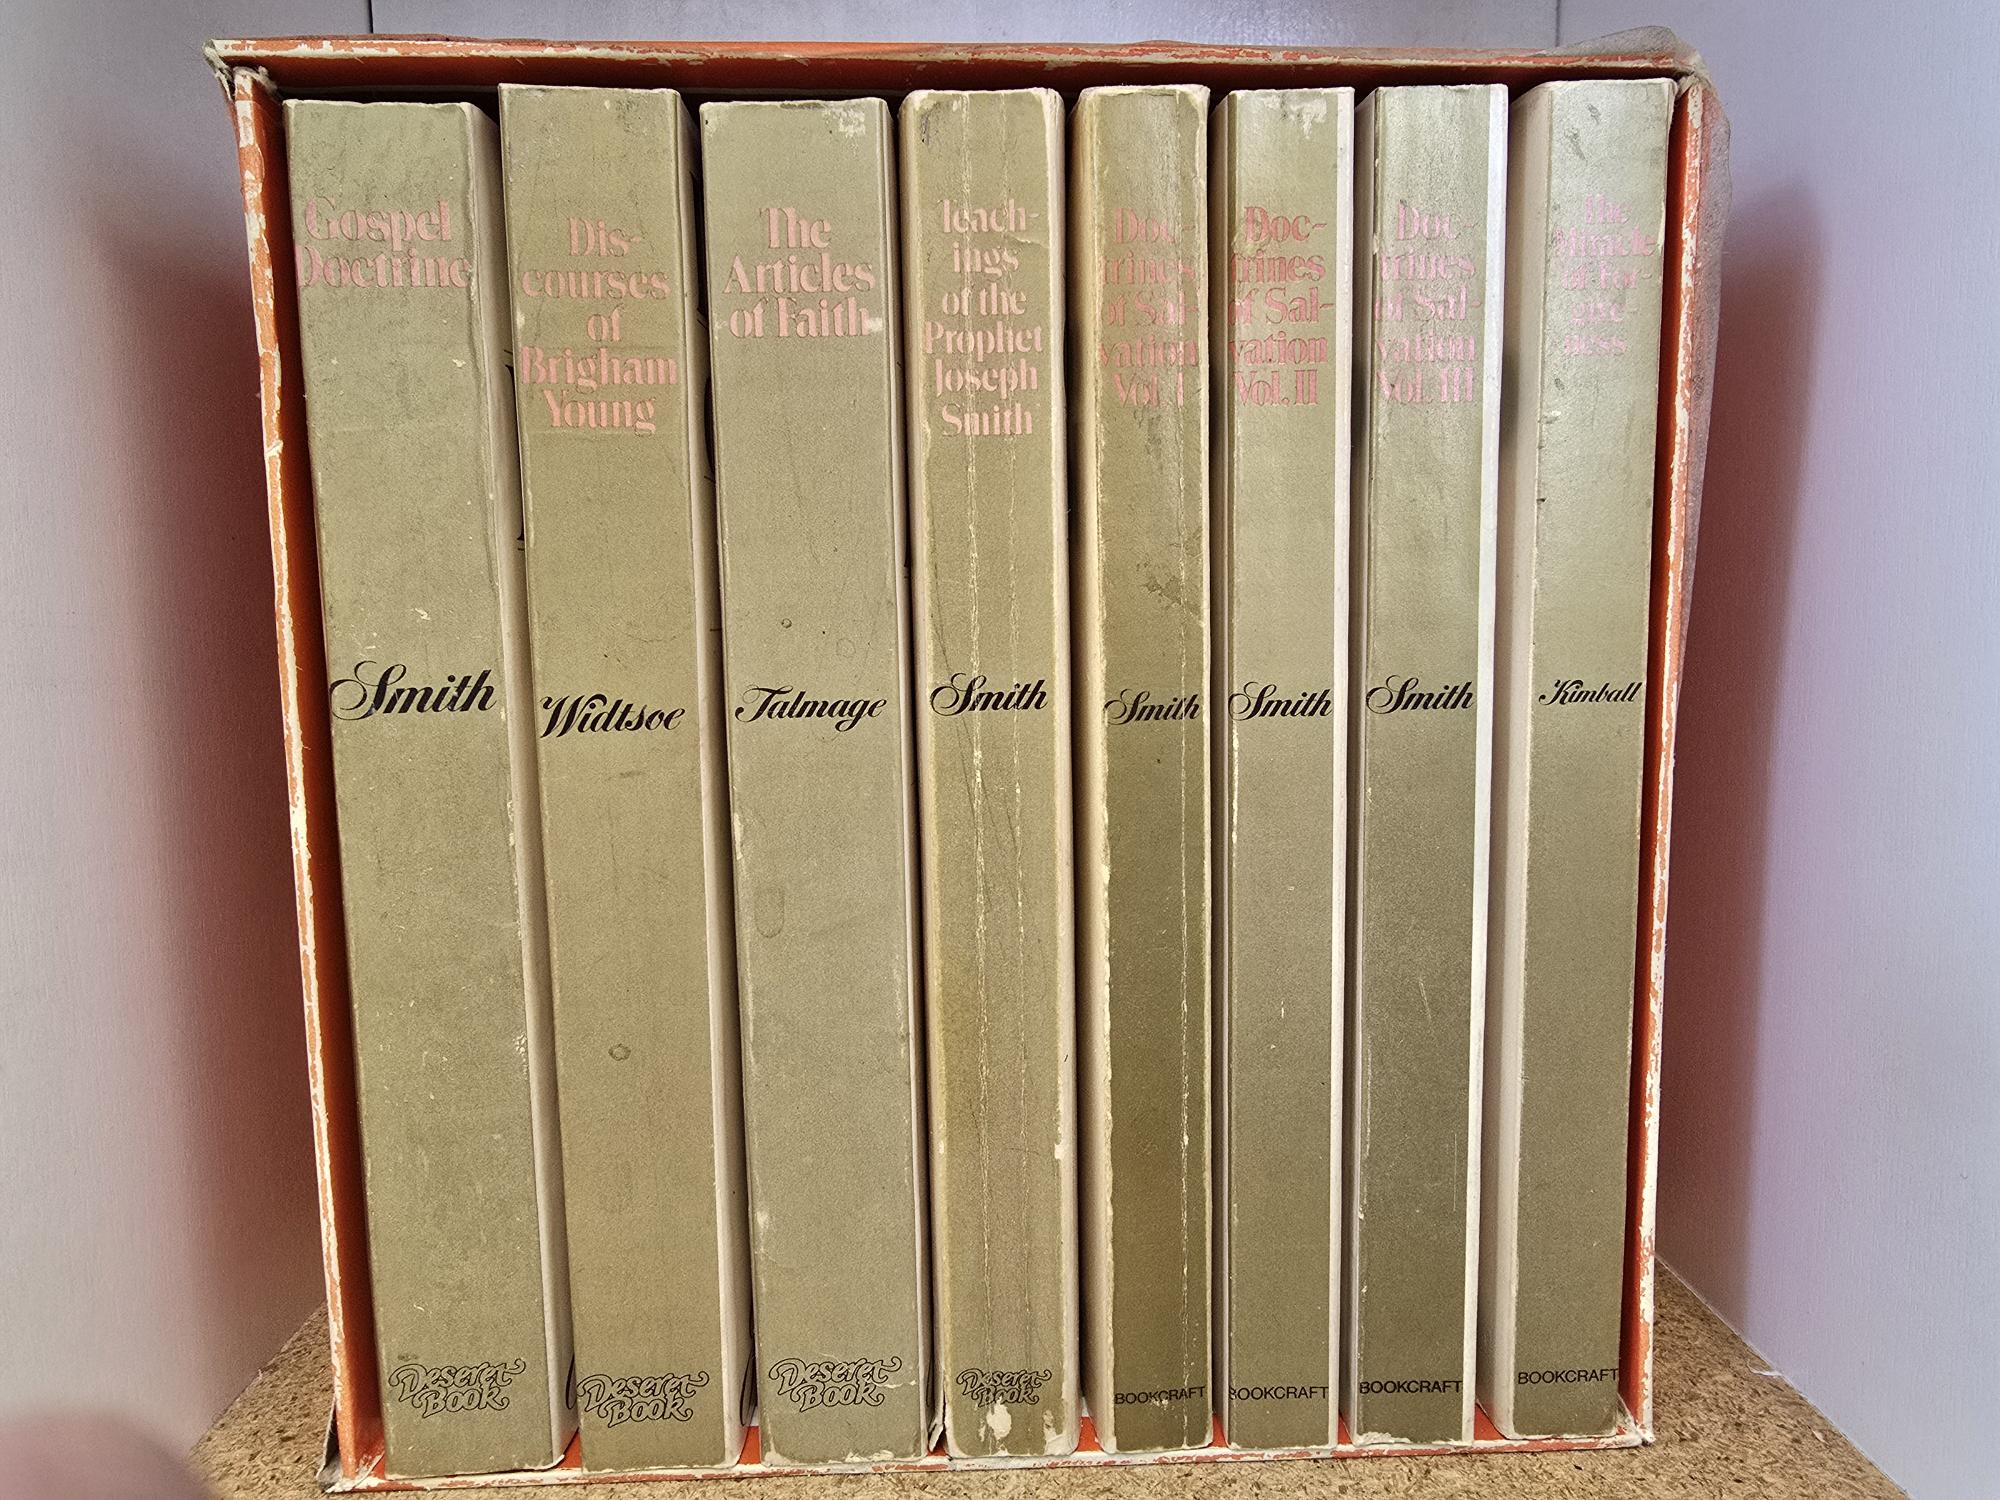 Gospel
Doctrine
Smith
Deseret
Book
Dis-
courses
of
Brigham
Young
Widtsoe
Deseret
Book
The
Articles
of Faith
Talmage
Deseret
Book
Teach-
ings
of the
Prophet
Joseph
Smith
Smith
Deseret
Book
Doc-
trines
of Sal-
vation
Vol. I
Smith
BOOKCRAFT
Doc-
trines
of Sal-
vation
Vol. II
Smith
BOOKCRAFT
Doc-
trines
of Sal-
vation
Vol. III
Smith
BOOKCRAFT
The
Miracle
of For-
give-
ness
Kimball
BOOKCRAFT